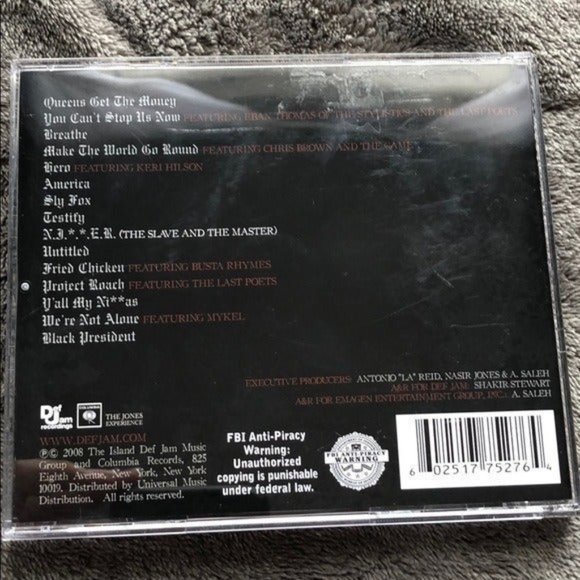 Queens Get The Money
You Can't Stop Us Now FEATURING EBAN THOMAS OF THE STYLISTICS AND THE LAST POETS
Breathe
Make The World Go Round FEATURING CHRIS BROWN AND THE GAME
Hero FEATURING KERI HILSON
America
Sly Fox
Testify
N.I.*.*.E.R. (THE SLAVE AND THE MASTER)
Untitled
Fried Chicken FEATURING BUSTA RHYMES
Project Roach FEATURING THE LAST POETS
Y'all My Ni**as
We're Not Alone FEATURING MYKEL
Black President
EXECUTIVE PRODUCERS: ANTONIO "LA" REID, NASIR JONES & A. SALEH
A&R FOR DEF JAM: SHAKIR STEWART
A&R FOR EMAGEN ENTERTAINMENT GROUP, INC.: A. SALEH
Def Jam
recordings
COLUMBIA
THE JONES
EXPERIENCE
WWW.DEFJAM.COM
℗© 2008 The Island Def Jam Music
Group and Columbia Records, 825
Eighth Avenue, New York, New York
10019. Distributed by Universal Music
Distribution. All rights reserved.
FBI Anti-Piracy
Warning:
Unauthorized
copying is punishable
under federal law.
FBI ANTI-PIRACY
WARNING
6 02517 75276 4